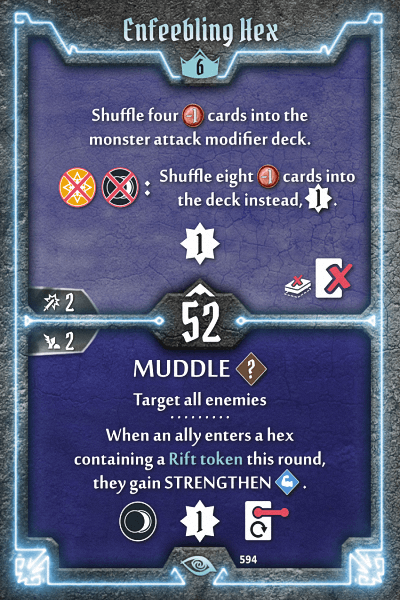 Enfeebling Hex
6
Shuffle four -1 cards into the
monster attack modifier deck.
: Shuffle eight -1 cards into
the deck instead, 1.
1
2
52
2
MUDDLE ?
Target all enemies
When an ally enters a hex
containing a Rift token this round,
they gain STRENGTHEN .
1
594